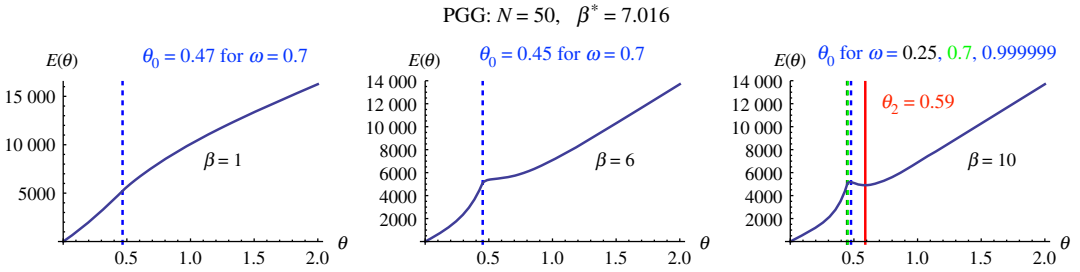 PGG: N = 50, β* = 7.016
E(θ)
θ0 = 0.47 for ω = 0.7
15 000
10 000
5000
β = 1
0.5 1.0 1.5 2.0
θ
E(θ)
θ0 = 0.45 for ω = 0.7
14 000
12 000
10 000
8000
6000
4000
2000
β = 6
0.5 1.0 1.5 2.0
θ
E(θ)
θ0 for ω = 0.25, 0.7, 0.999999
14 000
12 000
10 000
8000
6000
4000
2000
θ2 = 0.59
β = 10
0.5 1.0 1.5 2.0
θ